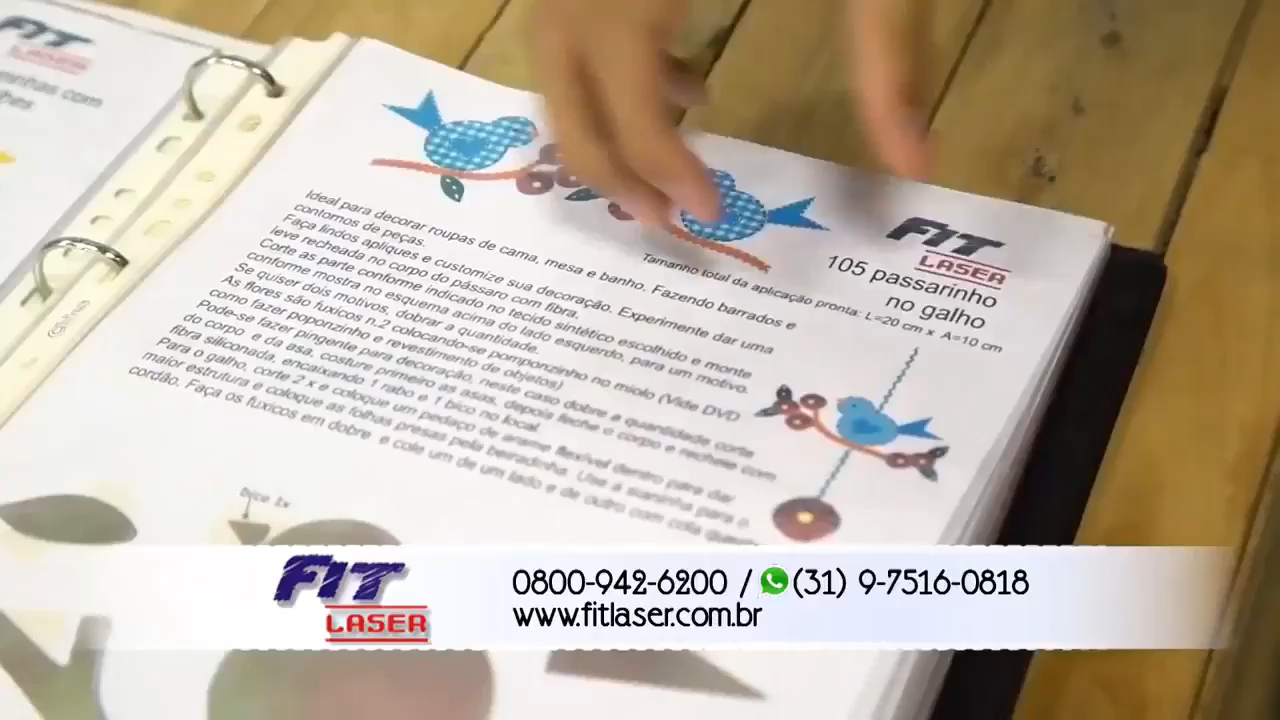 FIT
LASER
FIT
LASER
105 passarinho
no galho
Tamanho total da aplicação pronta: L=20 cm x A=10 cm
Ideal para decorar roupas de cama, mesa e banho. Fazendo barrados e
contornos de peças.
Faça lindos apliques e customize sua decoração. Experimente dar uma
leve recheada no corpo do pássaro com fibra.
Corte as parte conforme indicado no tecido sintético escolhido e monte
conforme mostra no esquema acima do lado esquerdo, para um motivo.
Se quiser dois motivos, dobrar a quantidade.
As flores são fuxicos n.2 colocando-se pomponzinho no miolo (Vide DVD
como fazer poponzinho e revestimento de objetos)
Pode-se fazer pingente para decoração, neste caso dobre a quantidade corte
do corpo e da asa, costure primeiro as asas, depois feche o corpo e recheie com
fibra siliconada, encaixando 1 rabo e 1 bico no local.
Para o galho, corte 2 x e coloque um pedaço de arame flexível dentro para dar
maior estrutura e coloque as folhas presas pela beiradinha. Use a sianinha para o
cordão. Faça os fuxicos em dobre e cole um de um lado e de outro com cola quente
bico 1x
FIT
LASER
0800-942-6200 / (31) 9-7516-0818
www.fitlaser.com.br